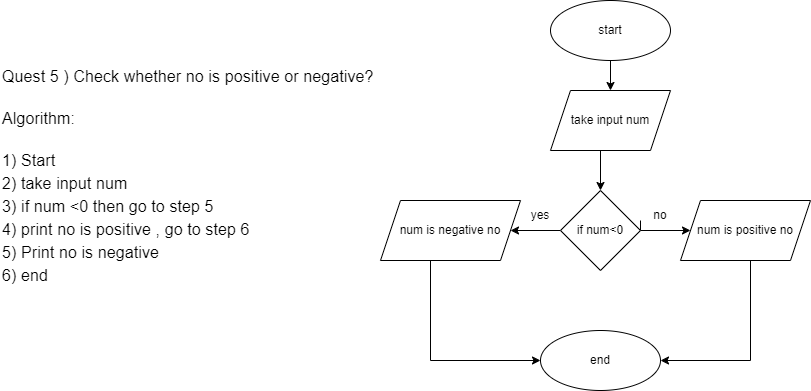 Quest 5 ) Check whether no is positive or negative?
Algorithm:
1) Start
2) take input num
3) if num <0 then go to step 5
4) print no is positive , go to step 6
5) Print no is negative
6) end
start
take input num
if num<0
yes
no
num is negative no
num is positive no
end